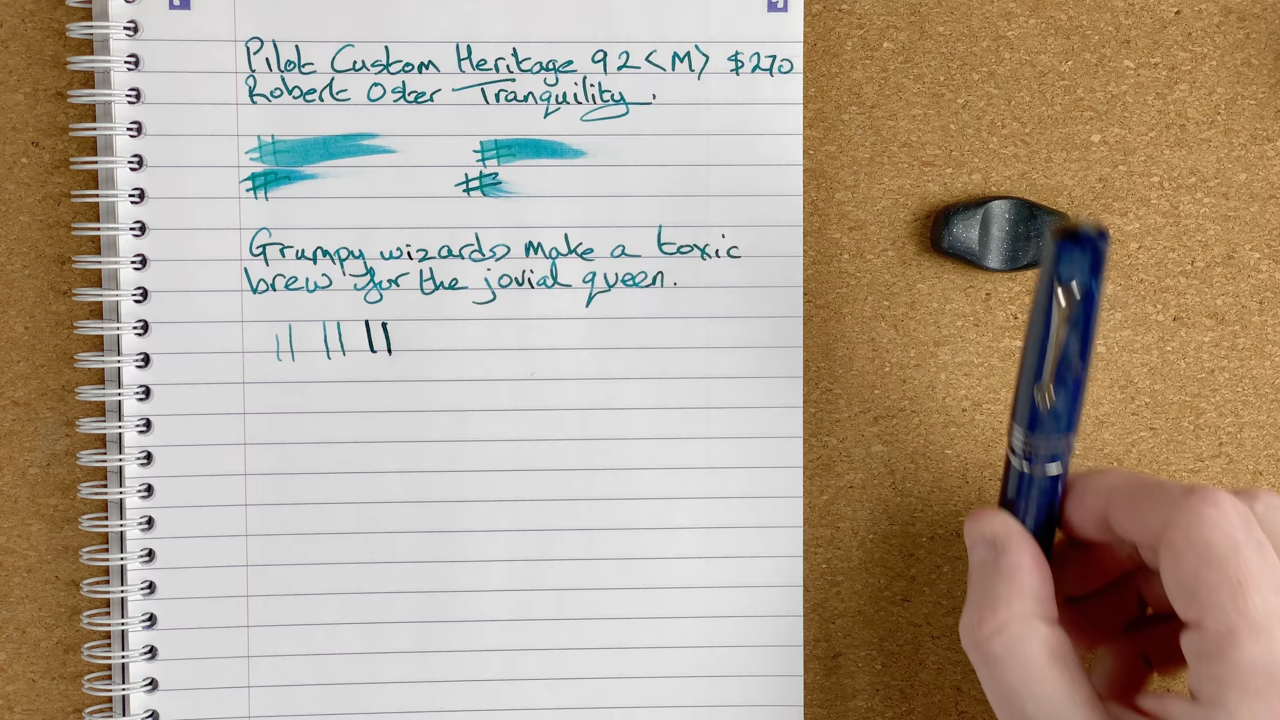 Pilot Custom Heritage 92 <M> $270
Robert Oster Tranquility.
Grumpy wizards make a toxic
brew for the jovial queen.